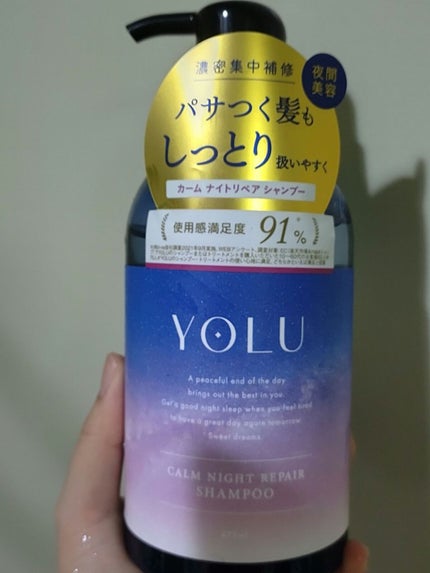 濃密集中補修
夜間
美容
パサつく髪も
しっとり扱いやすく
カーム ナイトリペア シャンプー
使用感満足度 91%
YOLU
A peaceful end of the day
brings out the best in you.
Get a good night sleep when you feel tired
to have a great day again tomorrow
Sweet dreams
CALM NIGHT REPAIR
SHAMPOO
475ml